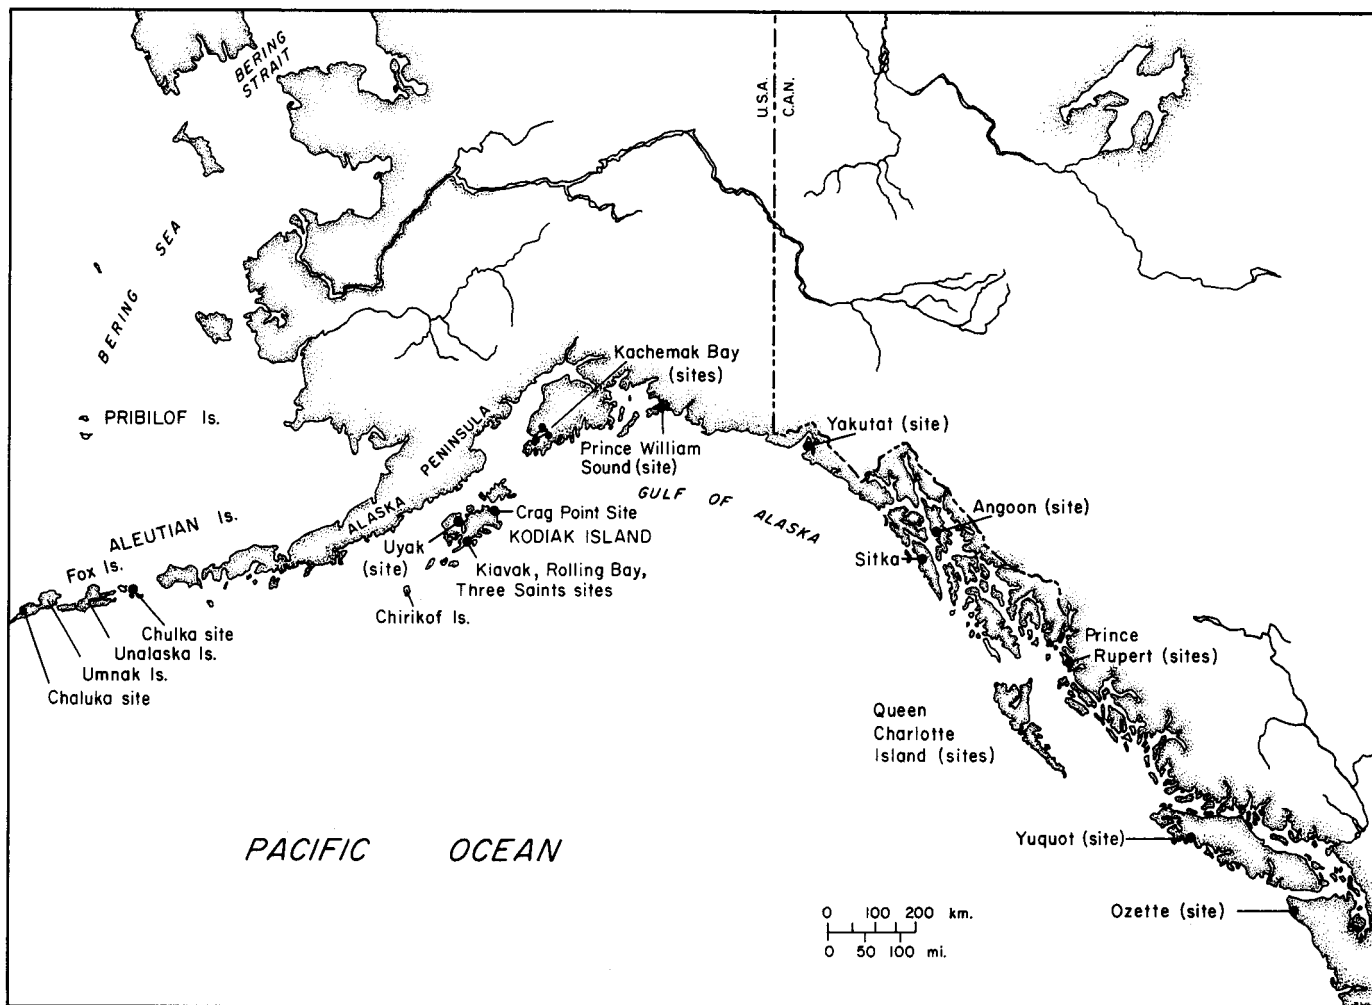 BERING
STRAIT
U.S.A.
C.A.N.
BERING SEA
PRIBILOF Is.
Kachemak Bay
(sites)
ALASKA PENINSULA
Prince William
Sound (site)
Yakutat (site)
GULF OF ALASKA
Angoon (site)
Sitka
ALEUTIAN Is.
Fox Is.
Crag Point Site
KODIAK ISLAND
Uyak
(site)
Kiavak, Rolling Bay,
Three Saints sites
Chirikof Is.
Chulka site
Unalaska Is.
Umnak Is.
Chaluka site
Prince
Rupert (sites)
Queen
Charlotte
Island (sites)
PACIFIC OCEAN
Yuquot (site)
Ozette (site)
0 100 200 km.
0 50 100 mi.